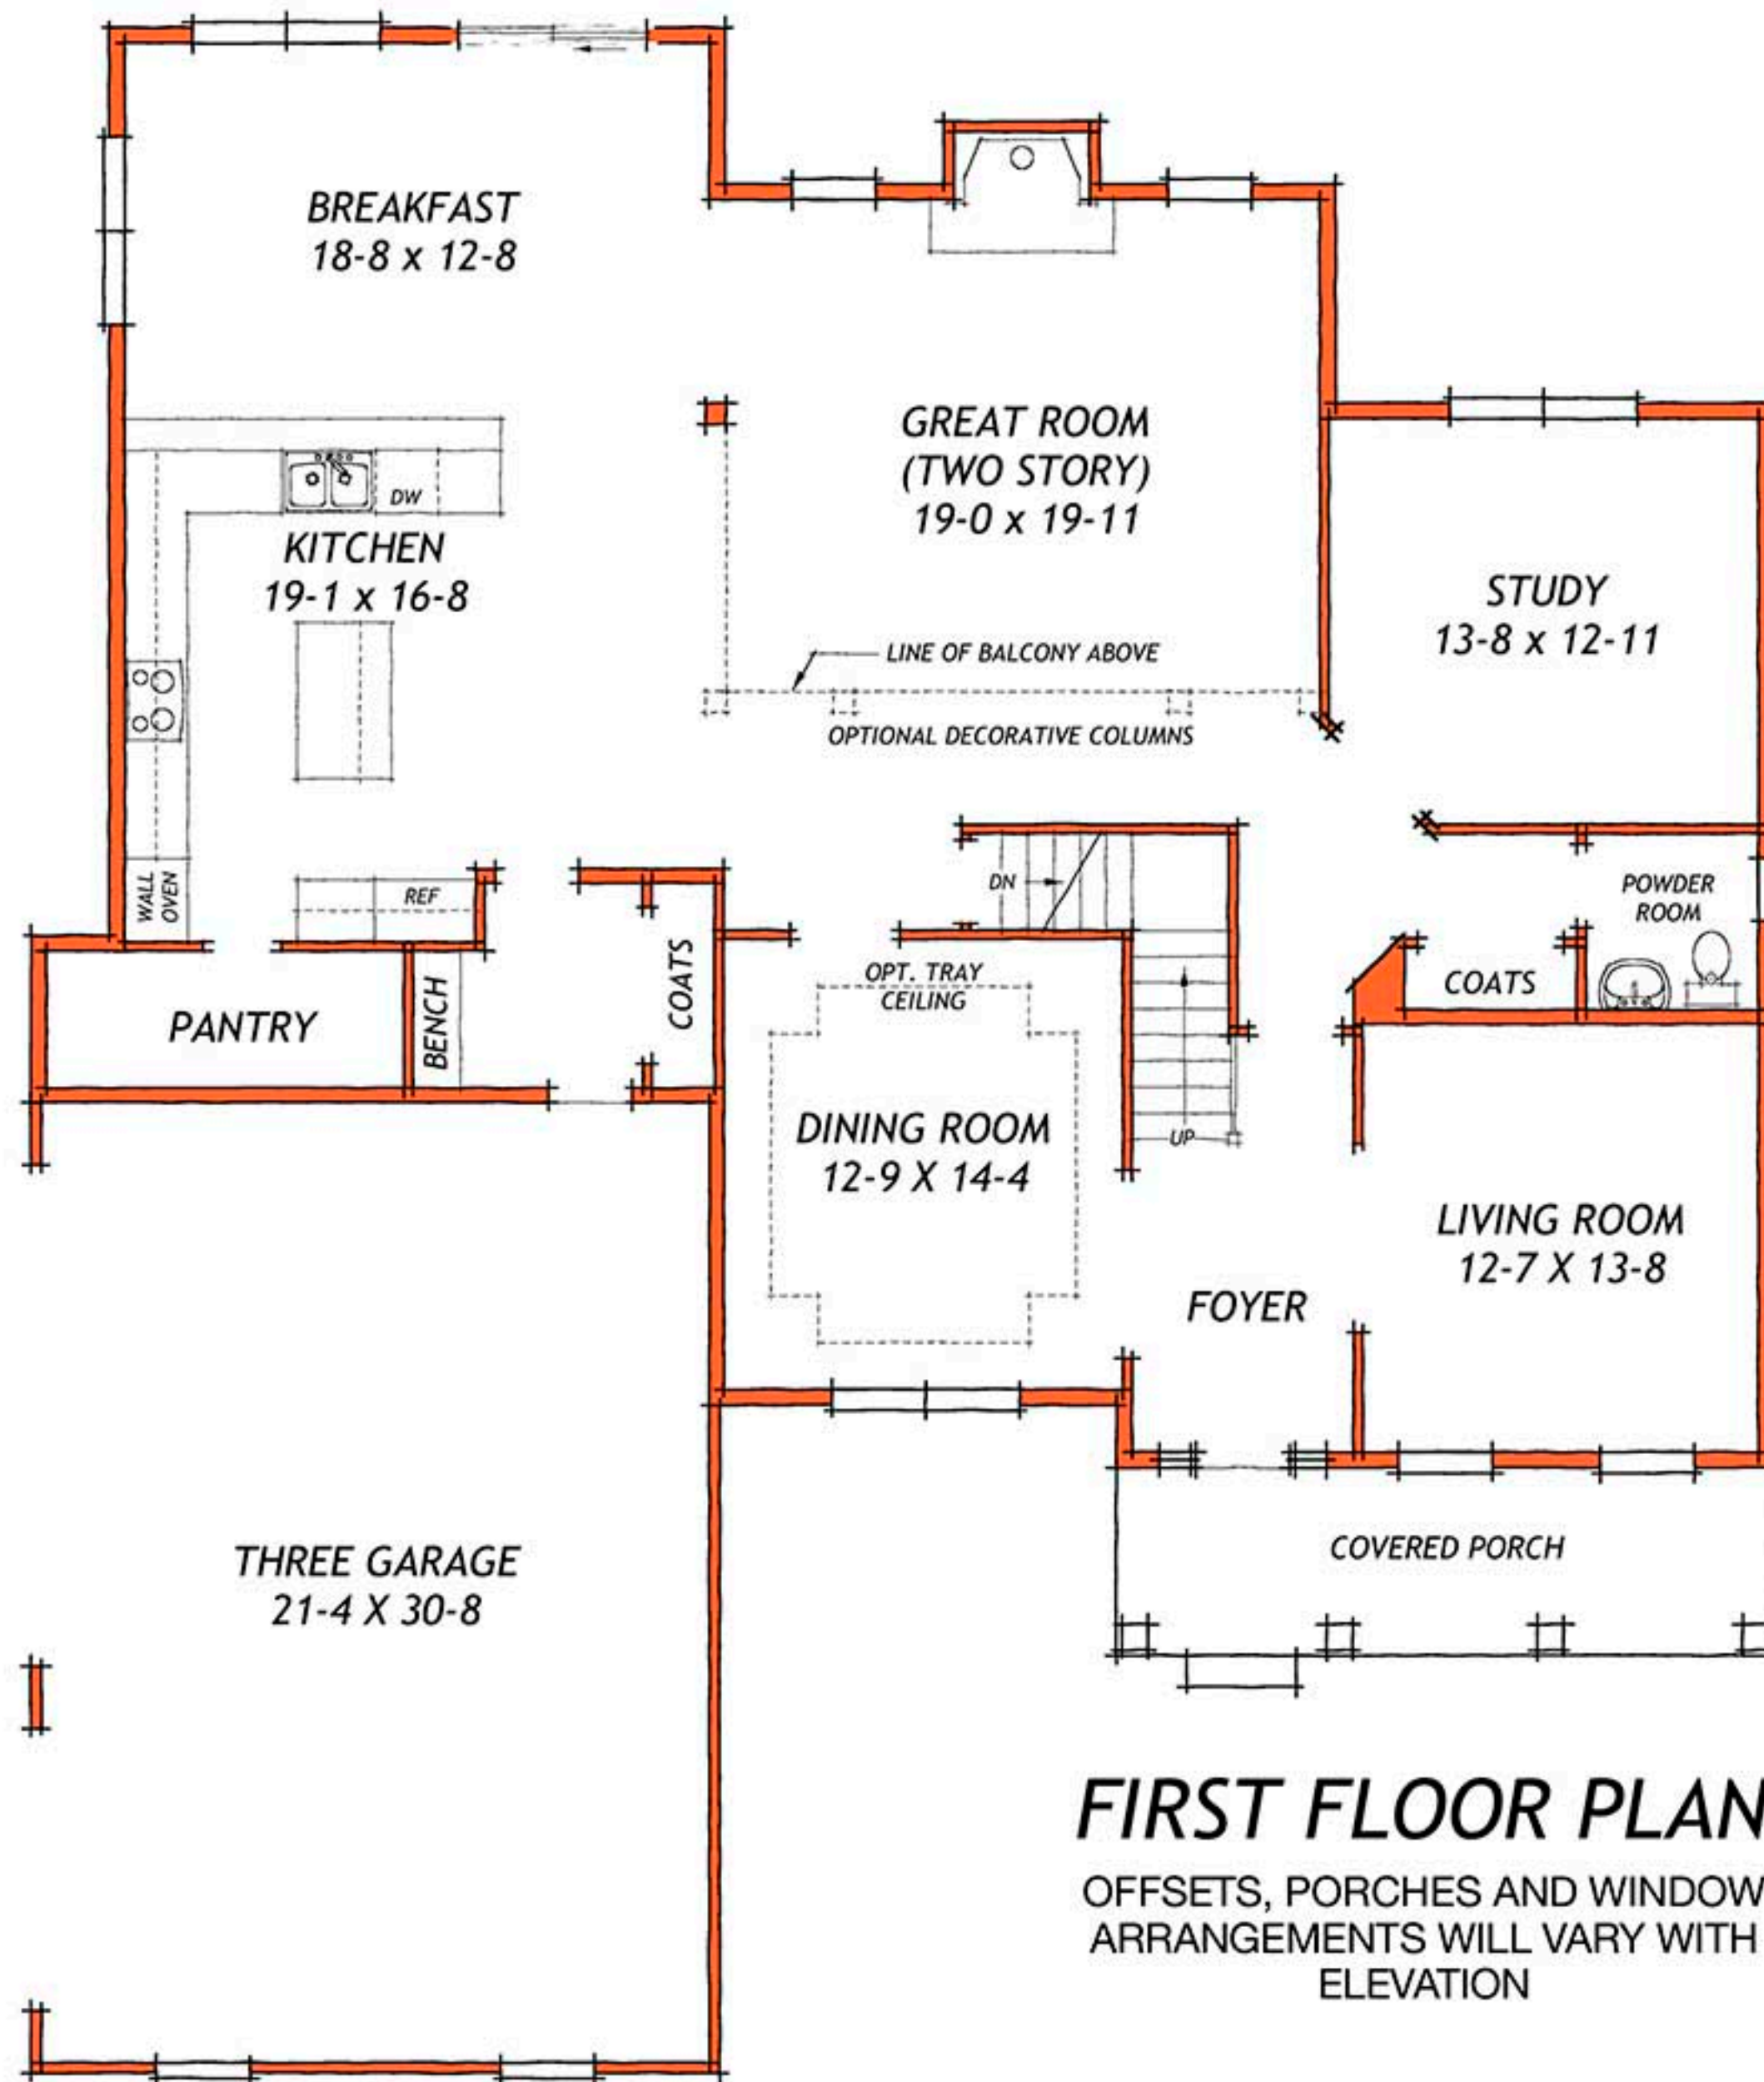 BREAKFAST
18-8 x 12-8
GREAT ROOM
(TWO STORY)
19-0 x 19-11
DW
KITCHEN
19-1 x 16-8
STUDY
13-8 x 12-11
LINE OF BALCONY ABOVE
OPTIONAL DECORATIVE COLUMNS
WALL
OVEN
REF
DN
POWDER
ROOM
COATS
OPT. TRAY
CEILING
COATS
PANTRY
BENCH
DINING ROOM
12-9 X 14-4
UP
LIVING ROOM
12-7 X 13-8
FOYER
COVERED PORCH
THREE GARAGE
21-4 X 30-8
FIRST FLOOR PLAN
OFFSETS, PORCHES AND WINDOW
ARRANGEMENTS WILL VARY WITH
ELEVATION